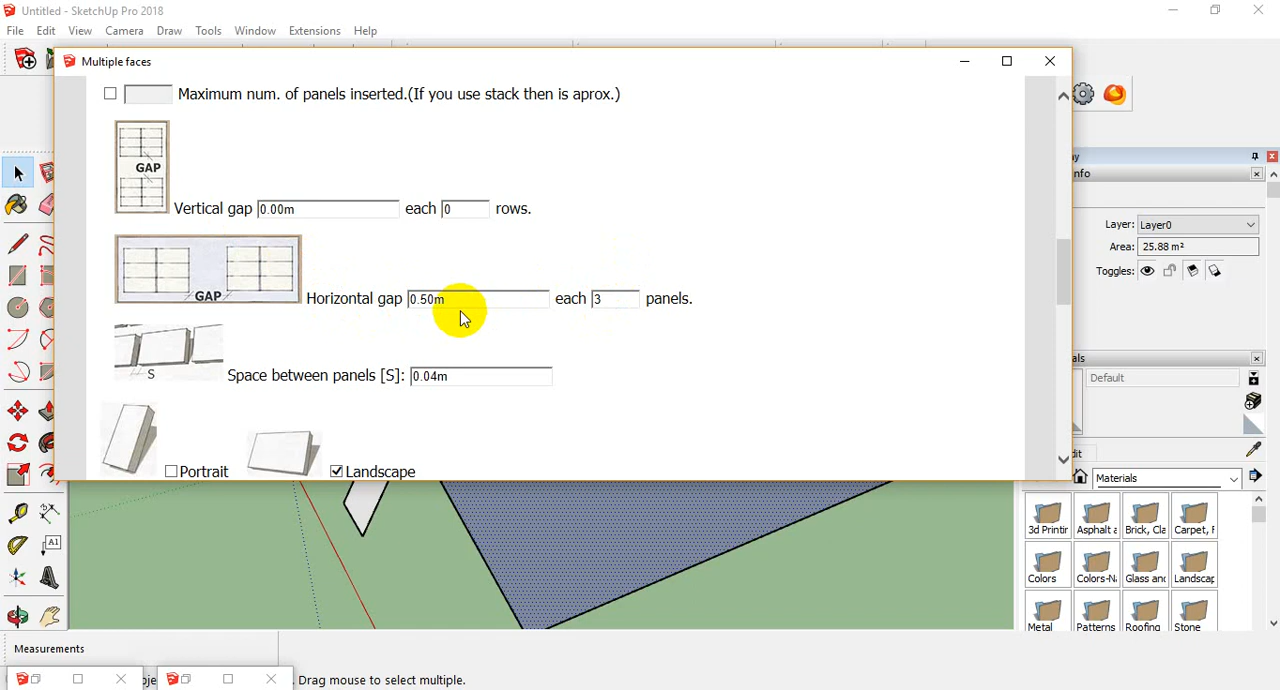 Untitled - SketchUp Pro 2018
File Edit View Camera Draw Tools Window Extensions Help
Multiple faces
Maximum num. of panels inserted.(If you use stack then is aprox.)
GAP
Vertical gap 0.00m each 0 rows.
GAP
Horizontal gap 0.50m each 3 panels.
S
Space between panels [S]: 0.04m
Portrait Landscape
Layer: Layer0
Area: 25.88 m²
Toggles:
Default
Materials
3d Printin Asphalt a Brick, Cla Carpet, F
Colors Colors-Na Glass and Landscap
Metal Patterns Roofing Stone
A1
Measurements
Drag mouse to select multiple.